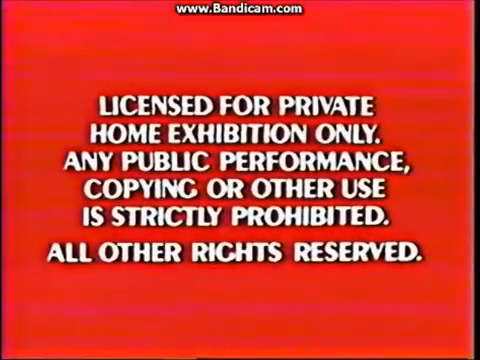 www.Bandicam.com
LICENSED FOR PRIVATE
HOME EXHIBITION ONLY.
ANY PUBLIC PERFORMANCE,
COPYING OR OTHER USE
IS STRICTLY PROHIBITED.
ALL OTHER RIGHTS RESERVED.